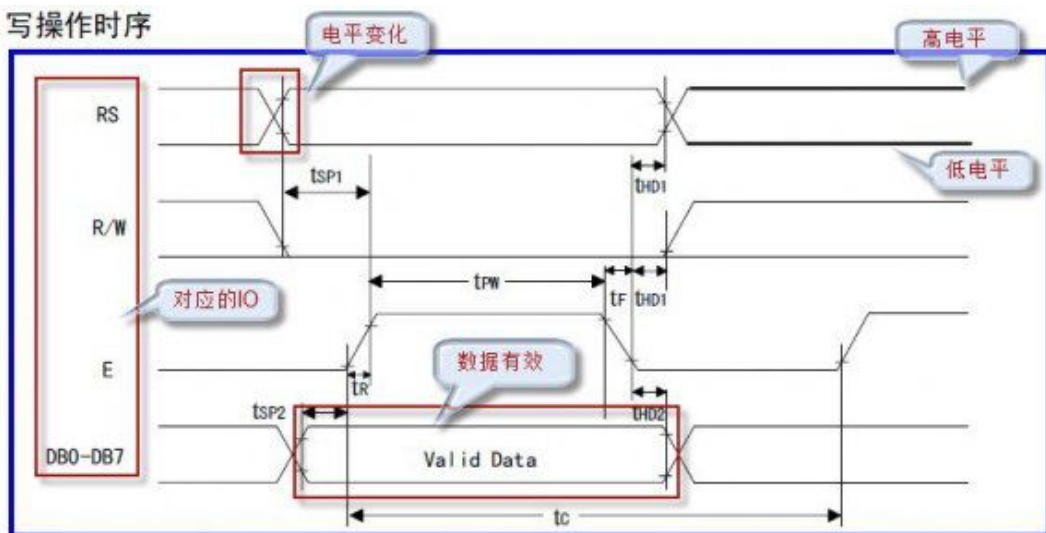 写操作时序
电平变化
高电平
RS
tSP1
tHD1
低电平
R/W
tPW
tF
tHD1
对应的IO
E
数据有效
tR
tSP2
tHD2
DB0-DB7
Valid Data
tC